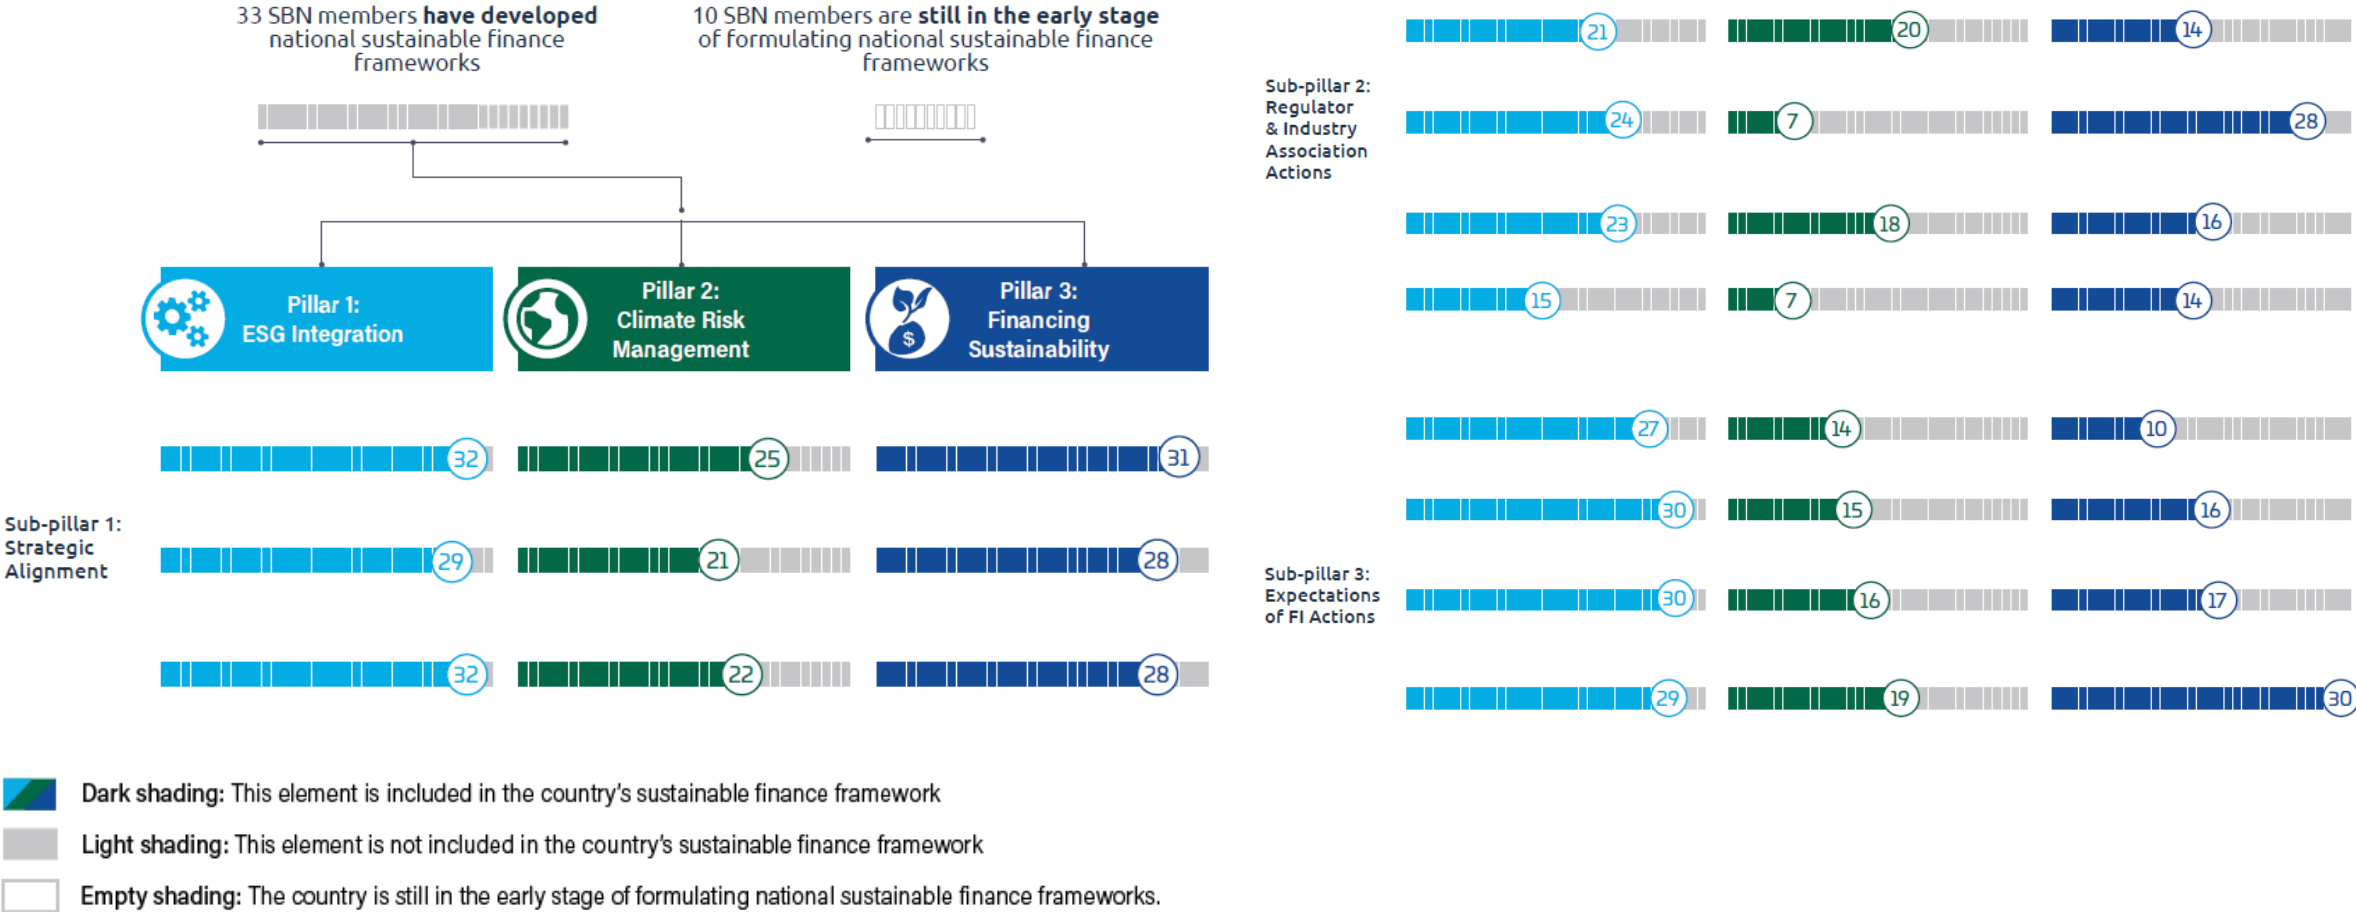 33 SBN members have developed
national sustainable finance
frameworks
10 SBN members are still in the early stage
of formulating national sustainable finance
frameworks
Pillar 1:
ESG Integration
Pillar 2:
Climate Risk
Management
Pillar 3:
Financing
Sustainability
$
Sub-pillar 1:
Strategic
Alignment
32
25
31
29
21
28
32
22
28
Sub-pillar 2:
Regulator
& Industry
Association
Actions
21
20
14
24
7
28
23
18
16
15
7
14
Sub-pillar 3:
Expectations
of FI Actions
27
14
10
30
15
16
30
16
17
29
19
30
Dark shading: This element is included in the country's sustainable finance framework
Light shading: This element is not included in the country's sustainable finance framework
Empty shading: The country is still in the early stage of formulating national sustainable finance frameworks.